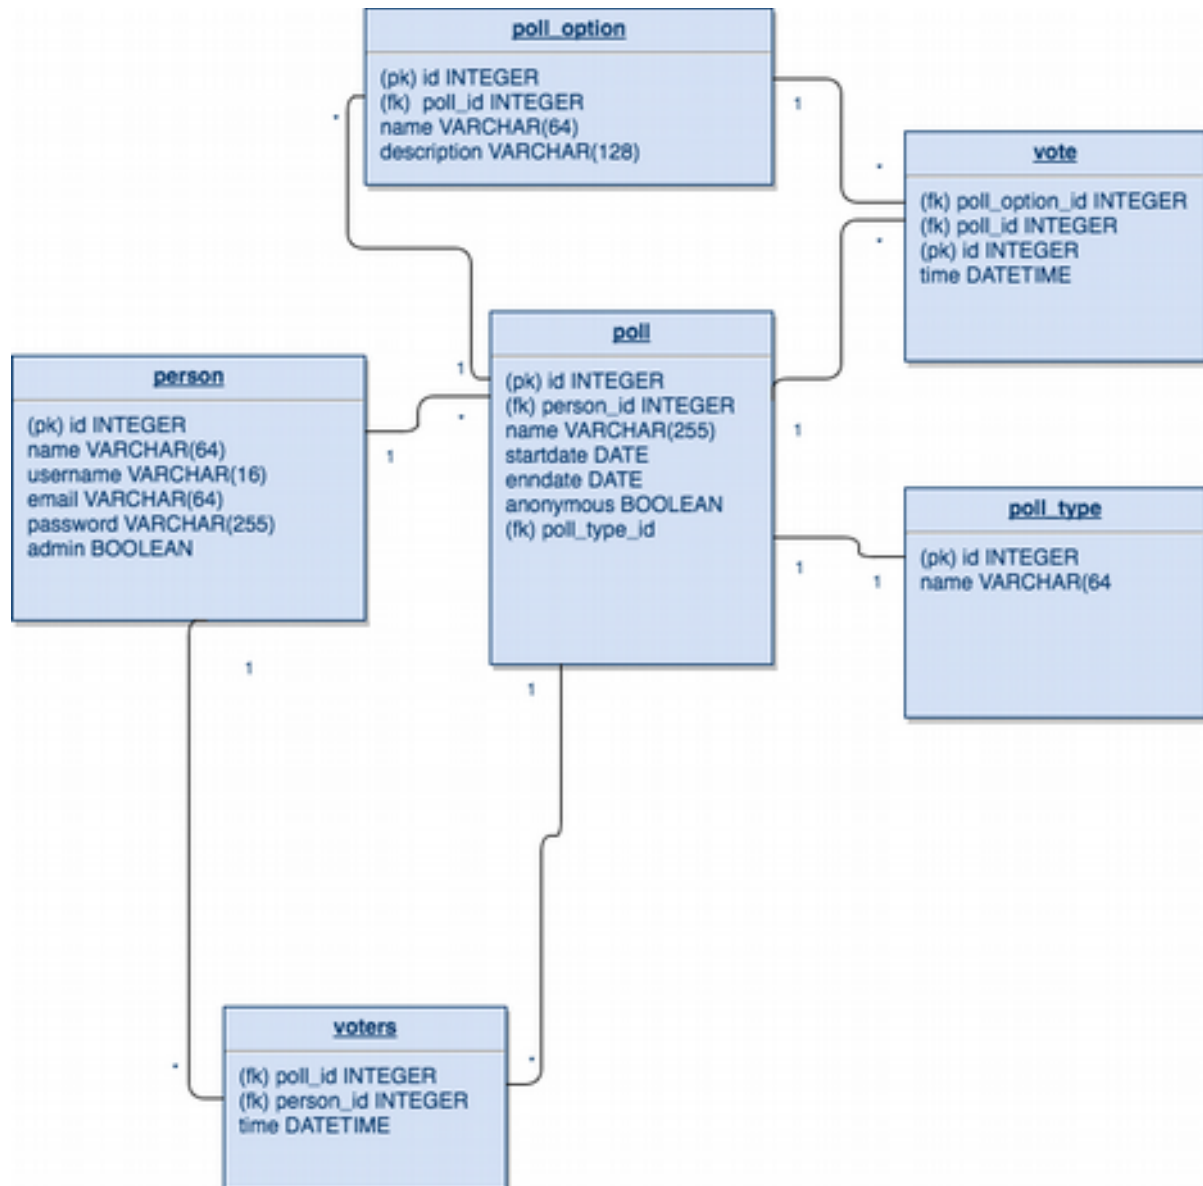 poll_option
(pk) id INTEGER
(fk) poll_id INTEGER
name VARCHAR(64)
description VARCHAR(128)
*
1
*
vote
(fk) poll_option_id INTEGER
(fk) poll_id INTEGER
(pk) id INTEGER
time DATETIME
*
poll
(pk) id INTEGER
(fk) person_id INTEGER
name VARCHAR(255)
startdate DATE
enndate DATE
anonymous BOOLEAN
(fk) poll_type_id
1
*
1
person
(pk) id INTEGER
name VARCHAR(64)
username VARCHAR(16)
email VARCHAR(64)
password VARCHAR(255)
admin BOOLEAN
1
1
1
poll_type
(pk) id INTEGER
name VARCHAR(64
1
1
voters
(fk) poll_id INTEGER
(fk) person_id INTEGER
time DATETIME
*
*